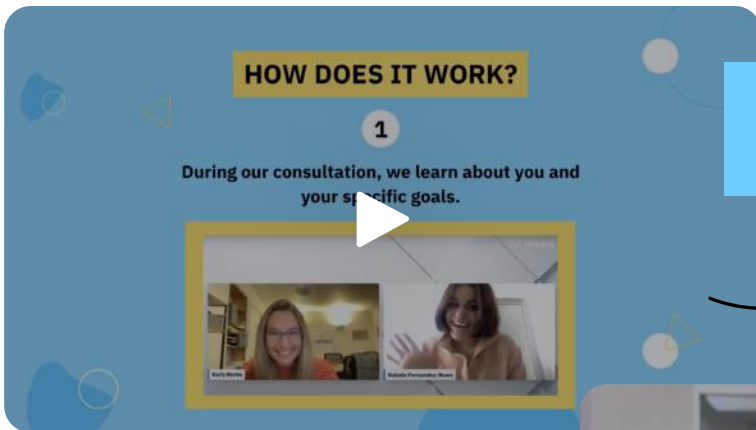 HOW DOES IT WORK?
1
During our consultation, we learn about you and
your specific goals.